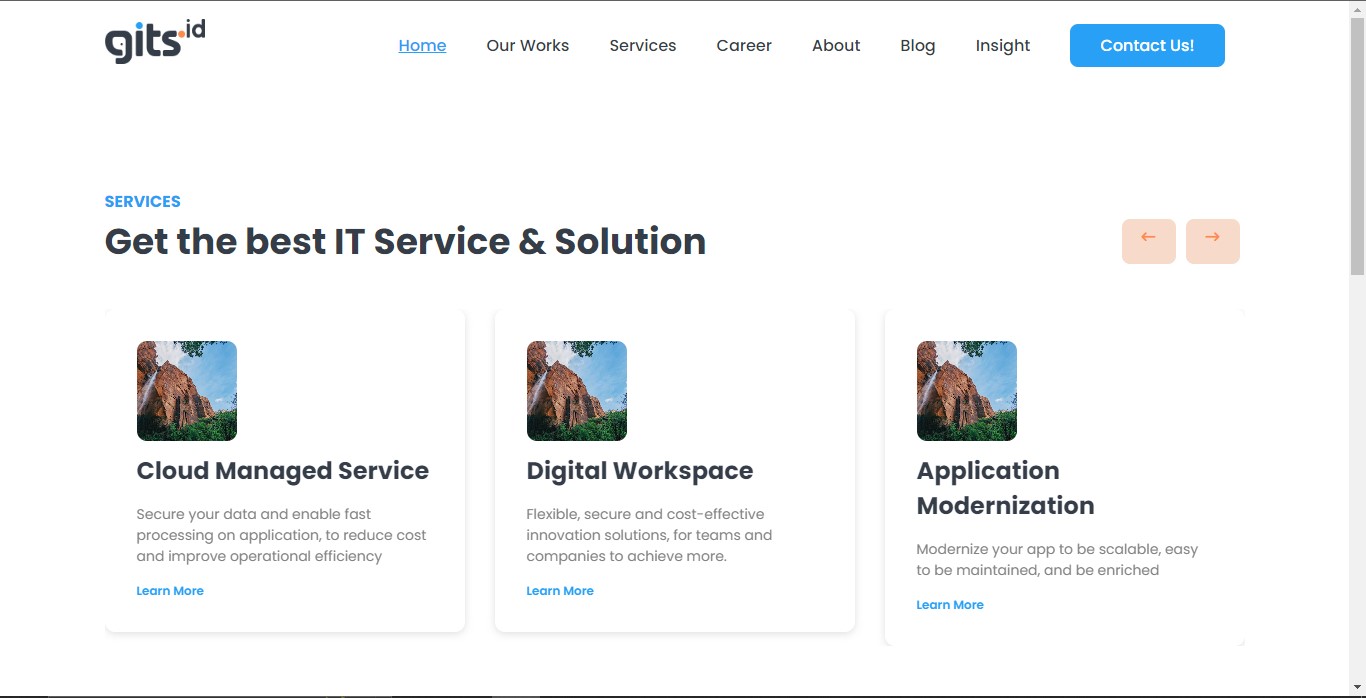 gits.id
Home Our Works Services Career About Blog Insight Contact Us!
SERVICES
Get the best IT Service & Solution
← →
Cloud Managed Service
Secure your data and enable fast
processing on application, to reduce cost
and improve operational efficiency
Learn More
Digital Workspace
Flexible, secure and cost-effective
innovation solutions, for teams and
companies to achieve more.
Learn More
Application
Modernization
Modernize your app to be scalable, easy
to be maintained, and be enriched
Learn More